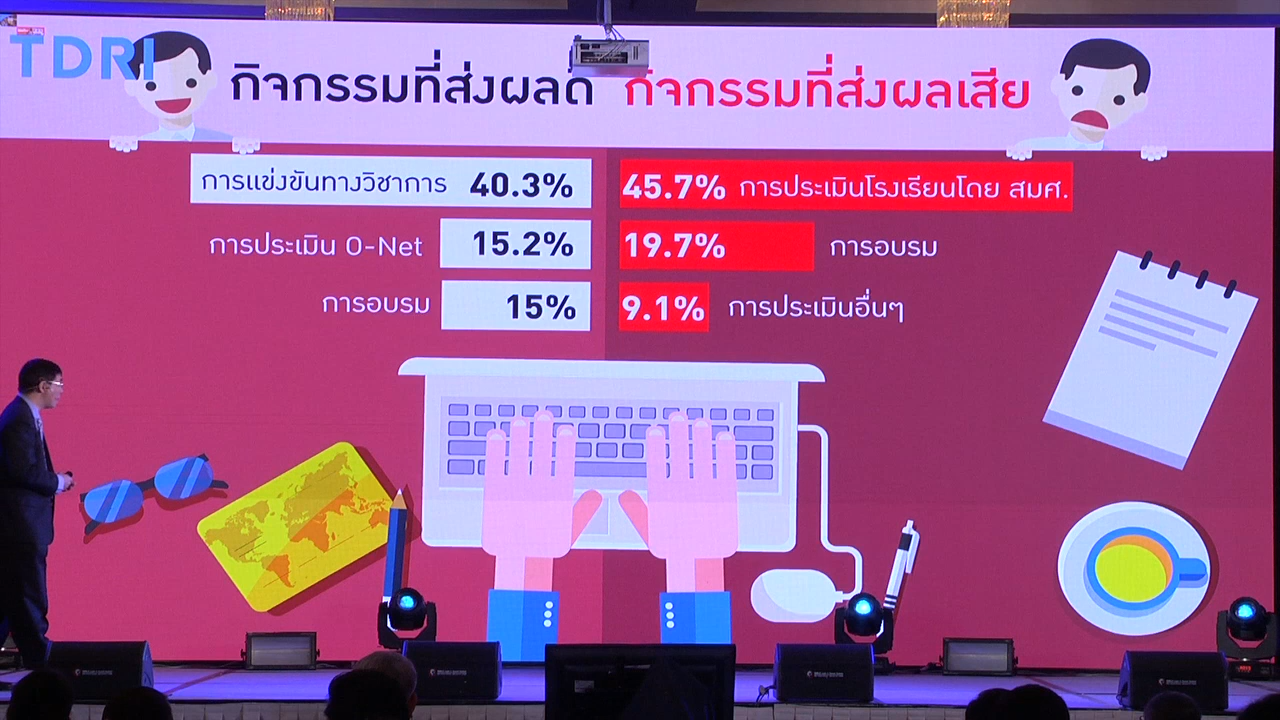 TDRI
กิจกรรมที่ส่งผลดี กิจกรรมที่ส่งผลเสีย
การแข่งขันทางวิชาการ 40.3% 45.7% การประเมินโรงเรียนโดย สมศ.
การประเมิน O-Net 15.2% 19.7% การอบรม
การอบรม 15% 9.1% การประเมินอื่นๆ